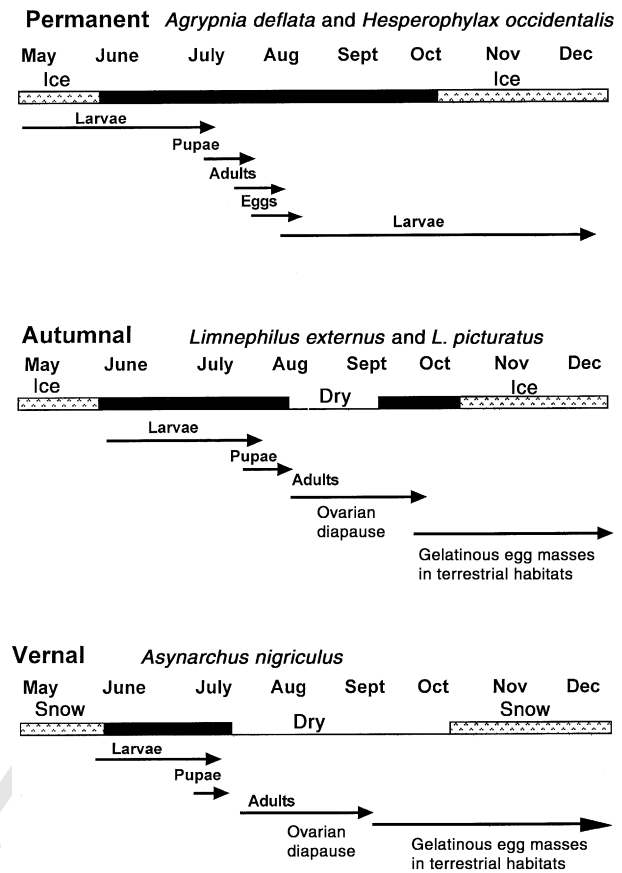 Permanent Agrypnia deflata and Hesperophylax occidentalis
May June July Aug Sept Oct Nov Dec
Ice Ice
Larvae
Pupae
Adults
Eggs
Larvae
Autumnal Limnephilus externus and L. picturatus
May June July Aug Sept Oct Nov Dec
Ice Dry Ice
Larvae
Pupae
Adults
Ovarian
diapause
Gelatinous egg masses
in terrestrial habitats
Vernal Asynarchus nigriculus
May June July Aug Sept Oct Nov Dec
Snow Dry Snow
Larvae
Pupae
Adults
Ovarian
diapause
Gelatinous egg masses
in terrestrial habitats